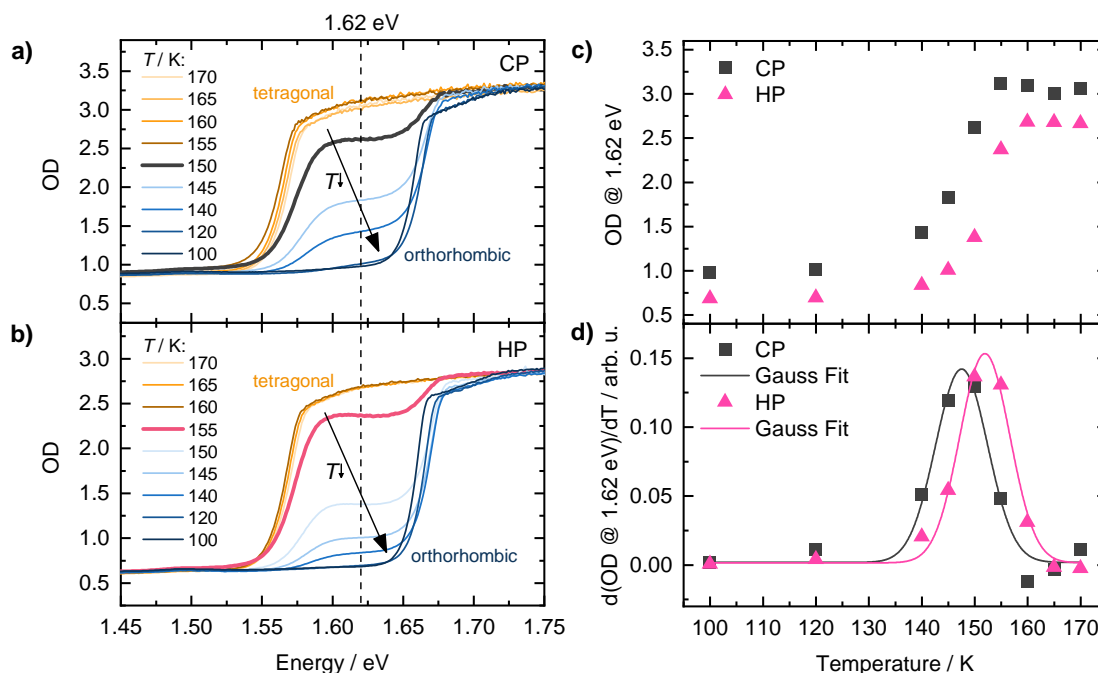 1.62 eV
a)
CP
T / K:
170
165
160
155
150
145
140
120
100
tetragonal
T↓
orthorhombic
OD
3.5
3.0
2.5
2.0
1.5
1.0
0.5
b)
HP
T / K:
170
165
160
155
150
145
140
120
100
tetragonal
T↓
orthorhombic
OD
3.0
2.5
2.0
1.5
1.0
0.5
1.45 1.50 1.55 1.60 1.65 1.70 1.75
Energy / eV
c)
CP
HP
OD @ 1.62 eV
3.5
3.0
2.5
2.0
1.5
1.0
0.5
d)
CP
Gauss Fit
HP
Gauss Fit
d(OD @ 1.62 eV)/dT / arb. u.
0.15
0.10
0.05
0.00
100 110 120 130 140 150 160 170
Temperature / K